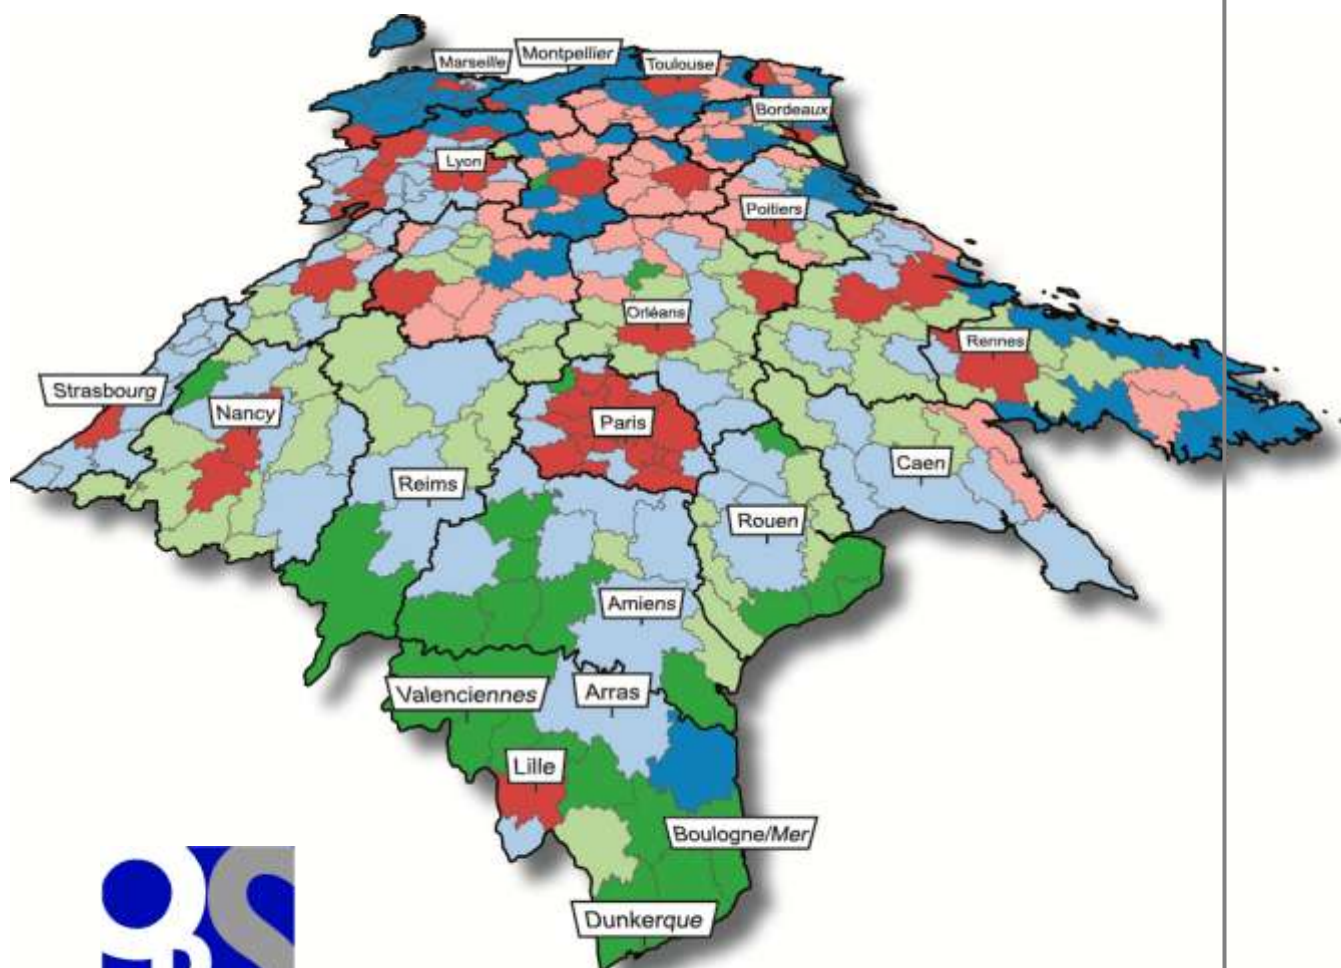 Marseille
Montpellier
Toulouse
Bordeaux
Lyon
Poitiers
Orléans
Rennes
Strasbourg
Nancy
Paris
Reims
Caen
Rouen
Amiens
Valenciennes
Arras
Lille
Boulogne/Mer
Dunkerque